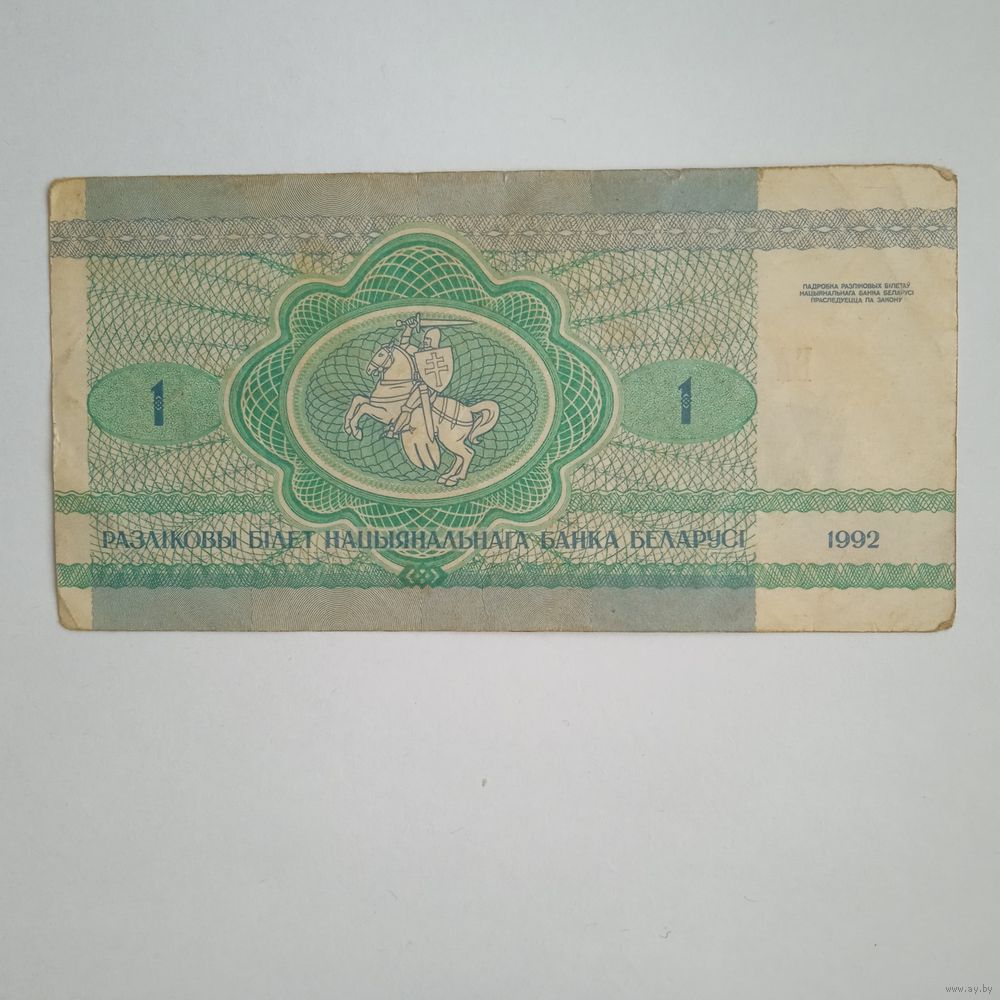 ПАДРОБКА РАЗЛІКОВЫХ БІЛЕТАЎ
НАЦЫЯНАЛЬНАГА БАНКА БЕЛАРУСІ
ПРАСЛЕДУЕЦЦА ПА ЗАКОНУ
1 1
РАЗЛІКОВЫ БІЛЕТ НАЦЫЯНАЛЬНАГА БАНКА БЕЛАРУСІ 1992
www.ay.by